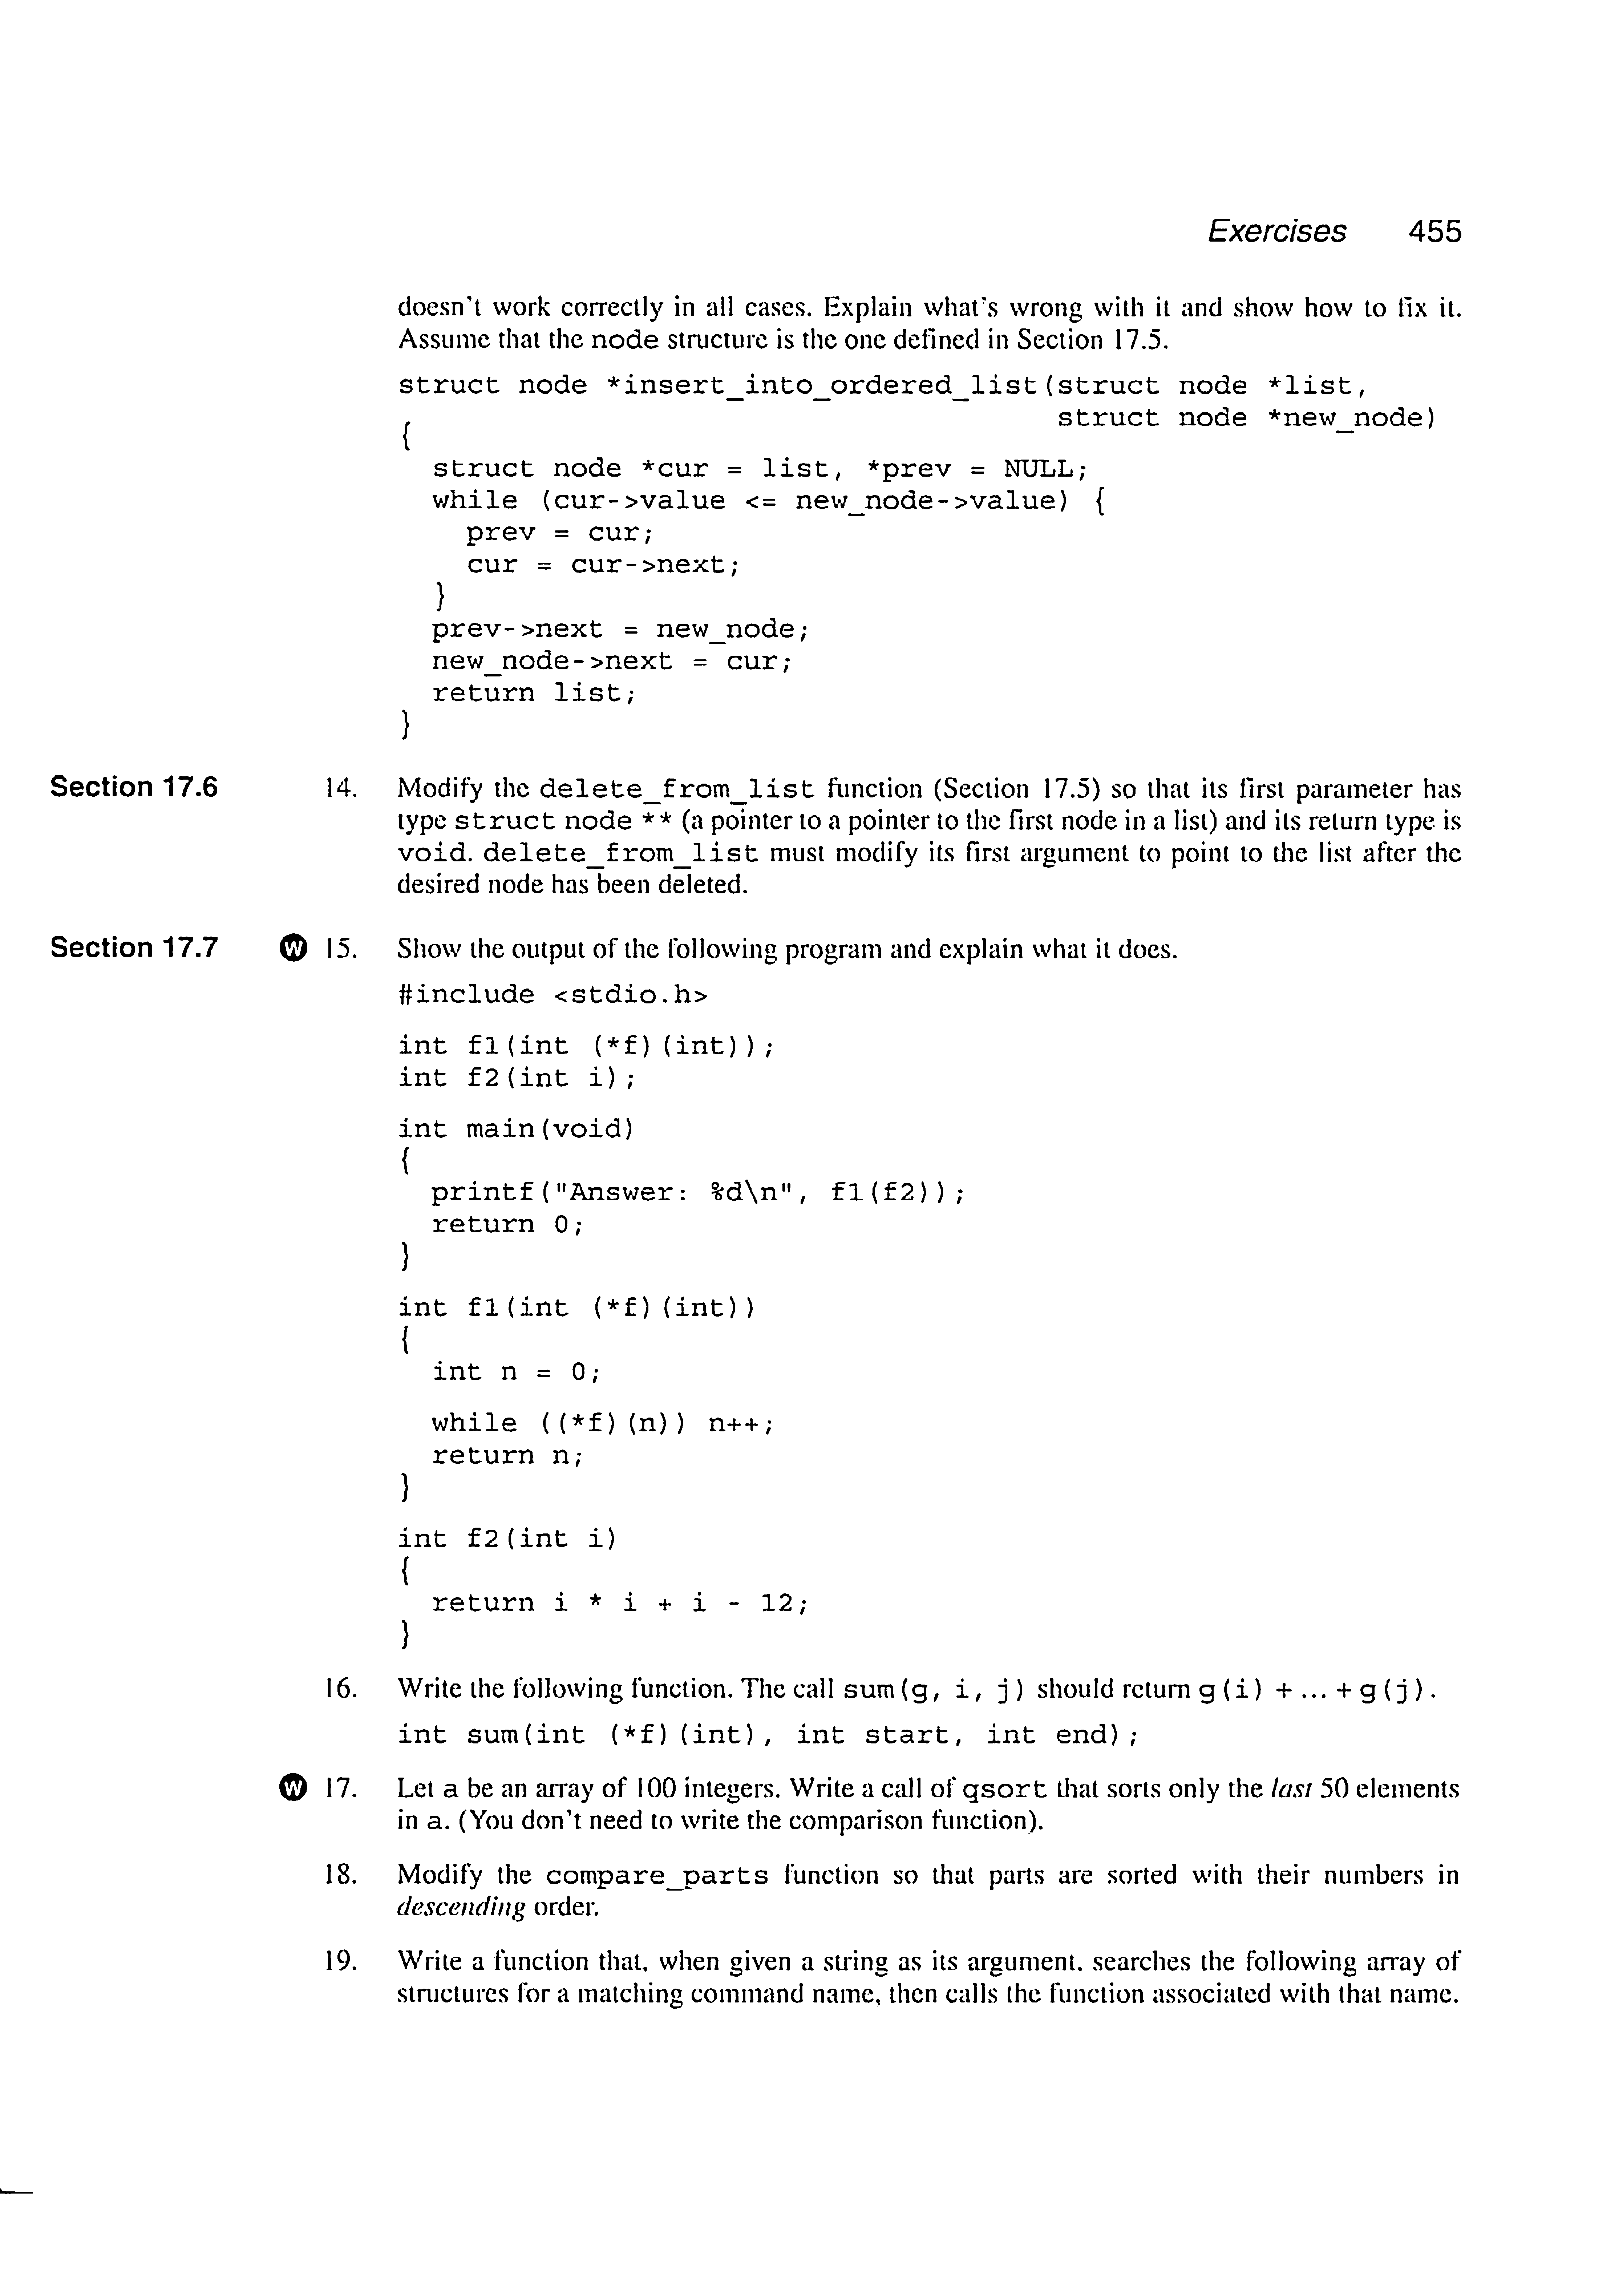 Exercises 455
doesn't work correctly in all cases. Explain what's wrong with it and show how to fix it.
Assume that the node structure is the one defined in Section 17.5.
struct node *insert_into_ordered_list(struct node *list,
                                      struct node *new_node)
{
  struct node *cur = list, *prev = NULL;
  while (cur->value <= new_node->value) {
    prev = cur;
    cur = cur->next;
  }
  prev->next = new_node;
  new_node->next = cur;
  return list;
}
Section 17.6 14. Modify the delete_from_list function (Section 17.5) so that its first parameter has
type struct node ** (a pointer to a pointer to the first node in a list) and its return type is
void. delete_from_list must modify its first argument to point to the list after the
desired node has been deleted.
Section 17.7 W 15. Show the output of the following program and explain what it does.
#include <stdio.h>
int f1(int (*f)(int));
int f2(int i);
int main(void)
{
  printf("Answer: %d\n", f1(f2));
  return 0;
}
int f1(int (*f)(int))
{
  int n = 0;
  while ((*f)(n)) n++;
  return n;
}
int f2(int i)
{
  return i * i + i - 12;
}
16. Write the following function. The call sum(g, i, j) should return g(i) + ... + g(j).
int sum(int (*f)(int), int start, int end);
W 17. Let a be an array of 100 integers. Write a call of qsort that sorts only the last 50 elements
in a. (You don't need to write the comparison function).
18. Modify the compare_parts function so that parts are sorted with their numbers in
descending order.
19. Write a function that, when given a string as its argument, searches the following array of
structures for a matching command name, then calls the function associated with that name.